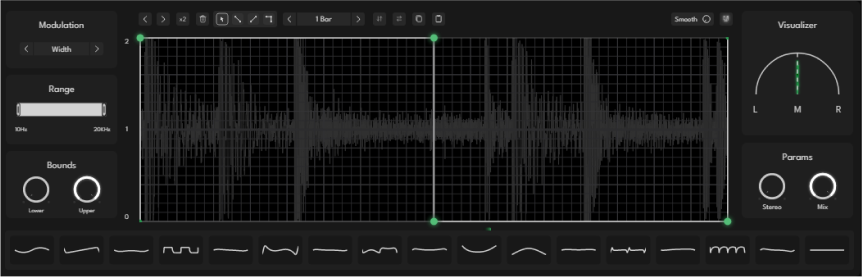 Modulation
Width
Range
10Hz 20KHz
Bounds
Lower Upper
x2 1 Bar Smooth
2
1
0
Visualizer
L M R
Params
Stereo Mix